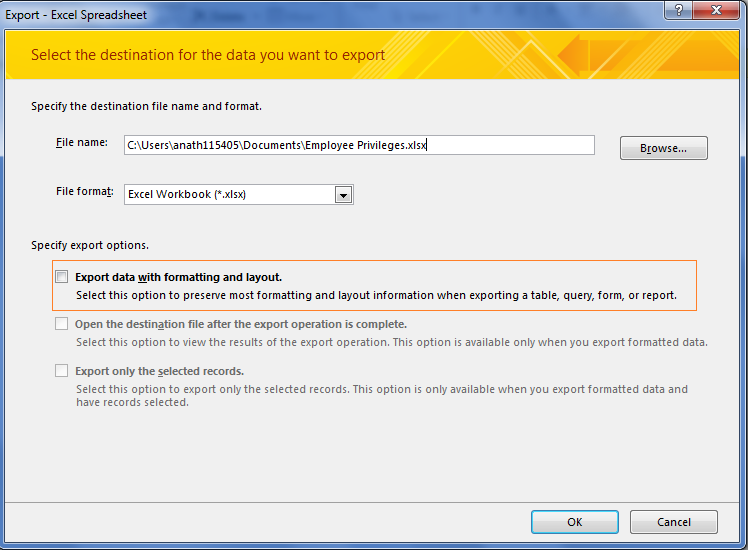 Export - Excel Spreadsheet
?
Select the destination for the data you want to export
Specify the destination file name and format.
File name: C:\Users\anath115405\Documents\Employee Privileges.xlsx Browse...
File format: Excel Workbook (*.xlsx)
Specify export options.
Export data with formatting and layout.
Select this option to preserve most formatting and layout information when exporting a table, query, form, or report.
Open the destination file after the export operation is complete.
Select this option to view the results of the export operation. This option is available only when you export formatted data.
Export only the selected records.
Select this option to export only the selected records. This option is only available when you export formatted data and
have records selected.
OK Cancel